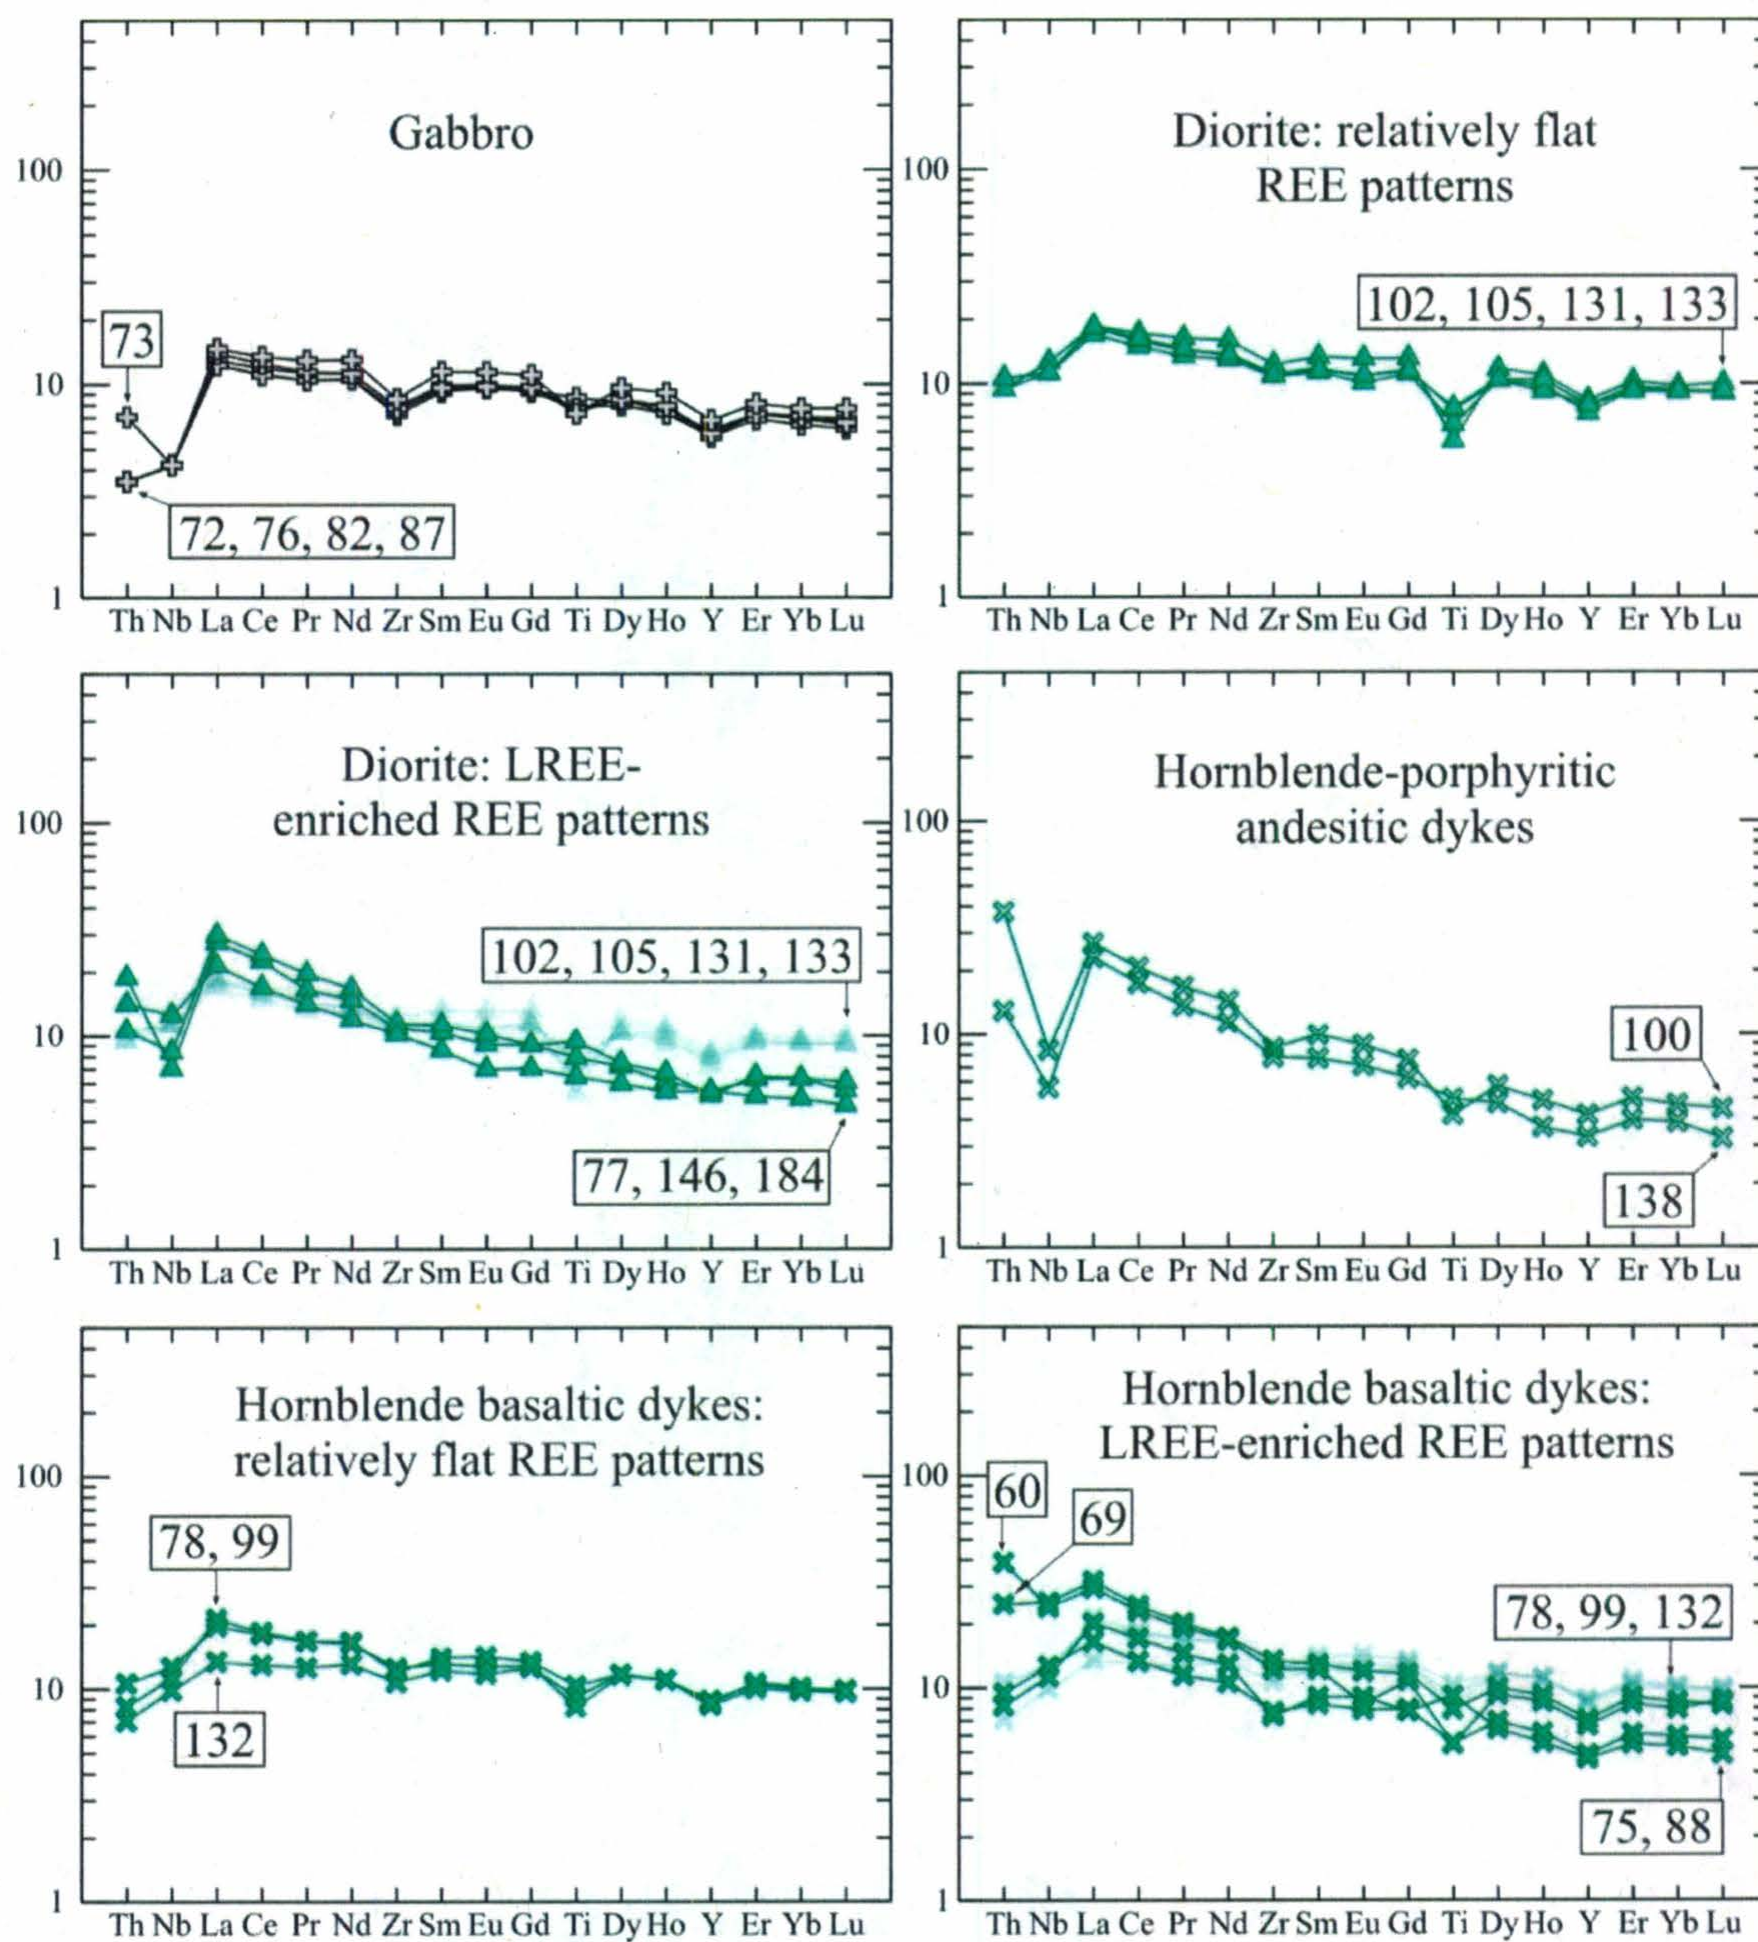 Gabbro
100
10
1
73
72, 76, 82, 87
Th Nb La Ce Pr Nd Zr Sm Eu Gd Ti Dy Ho Y Er Yb Lu
Diorite: relatively flat
REE patterns
100
10
1
102, 105, 131, 133
Th Nb La Ce Pr Nd Zr Sm Eu Gd Ti Dy Ho Y Er Yb Lu
Diorite: LREE-
enriched REE patterns
100
10
1
102, 105, 131, 133
77, 146, 184
Th Nb La Ce Pr Nd Zr Sm Eu Gd Ti Dy Ho Y Er Yb Lu
Hornblende-porphyritic
andesitic dykes
100
10
1
100
138
Th Nb La Ce Pr Nd Zr Sm Eu Gd Ti Dy Ho Y Er Yb Lu
Hornblende basaltic dykes:
relatively flat REE patterns
100
10
1
78, 99
132
Th Nb La Ce Pr Nd Zr Sm Eu Gd Ti Dy Ho Y Er Yb Lu
Hornblende basaltic dykes:
LREE-enriched REE patterns
100
10
1
60
69
78, 99, 132
75, 88
Th Nb La Ce Pr Nd Zr Sm Eu Gd Ti Dy Ho Y Er Yb Lu